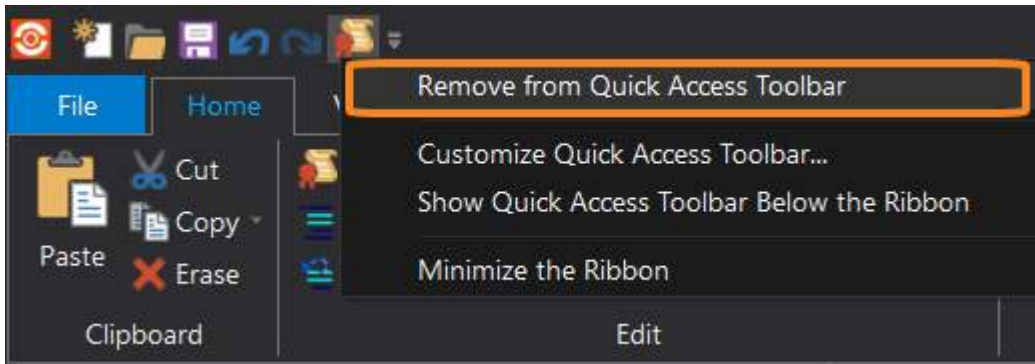 Remove from Quick Access Toolbar
File
Home
Cut
Customize Quick Access Toolbar...
Copy
Show Quick Access Toolbar Below the Ribbon
Paste
Erase
Minimize the Ribbon
Clipboard
Edit